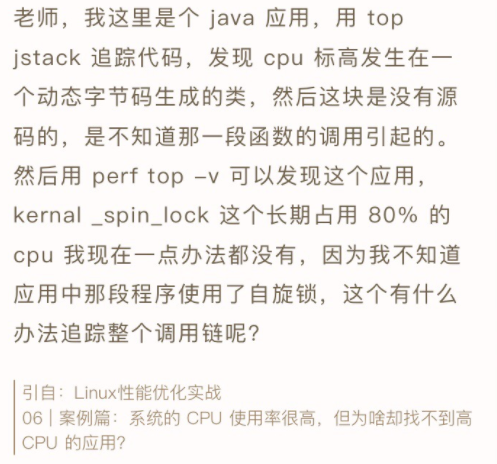 老师，我这里是个 java 应用，用 top
jstack 追踪代码，发现 cpu 标高发生在一
个动态字节码生成的类，然后这块是没有源
码的，是不知道那一段函数的调用引起的。
然后用 perf top -v 可以发现这个应用，
kernal _spin_lock 这个长期占用 80% 的
cpu 我现在一点办法都没有，因为我不知道
应用中那段程序使用了自旋锁，这个有什么
办法追踪整个调用链呢？
引自：Linux性能优化实战
06 | 案例篇：系统的 CPU 使用率很高，但为啥却找不到高
CPU 的应用？